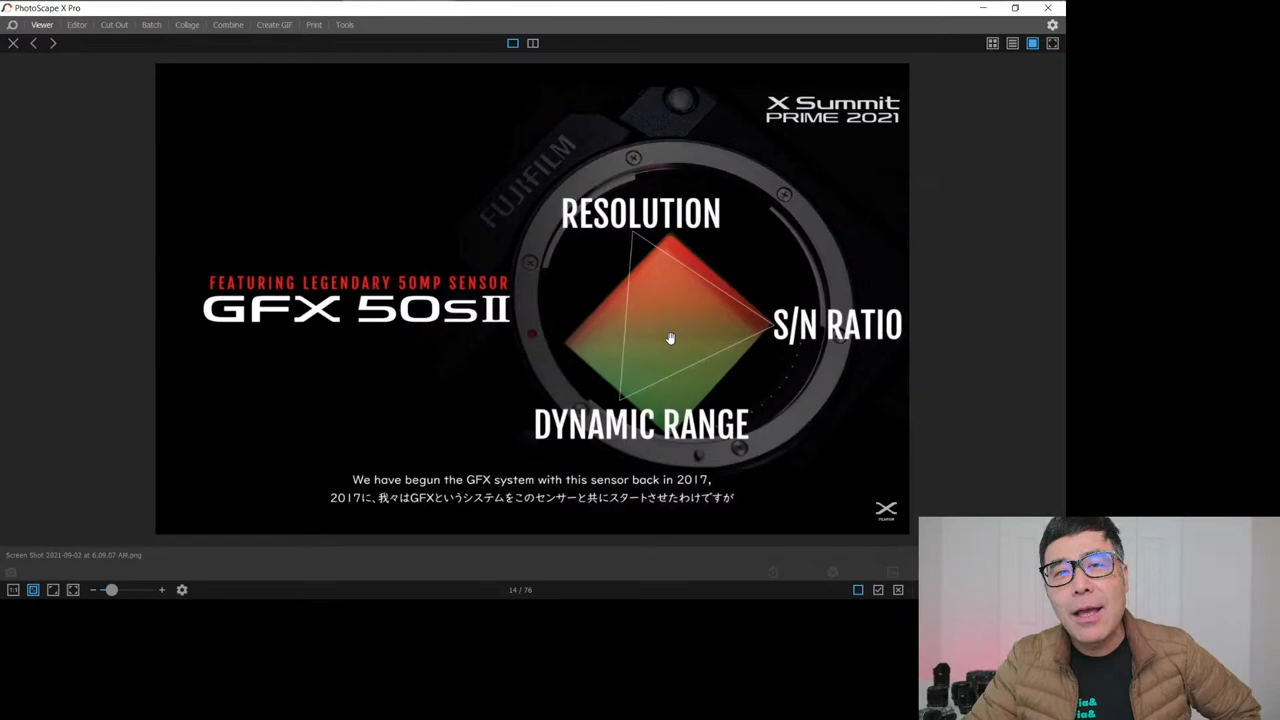 PhotoScape X Pro
Viewer Editor Cut Out Batch Collage Combine Create GIF Print Tools
X Summit
PRIME 2021
FUJIFILM
RESOLUTION
FEATURING LEGENDARY 50MP SENSOR
GFX 50SII
S/N RATIO
DYNAMIC RANGE
We have begun the GFX system with this sensor back in 2017,
2017に、我々はGFXというシステムをこのセンサーと共にスタートさせたわけですが
Screen Shot 2021-09-02 at 6.09.07 AM.png
14 / 76
ia&
ia&